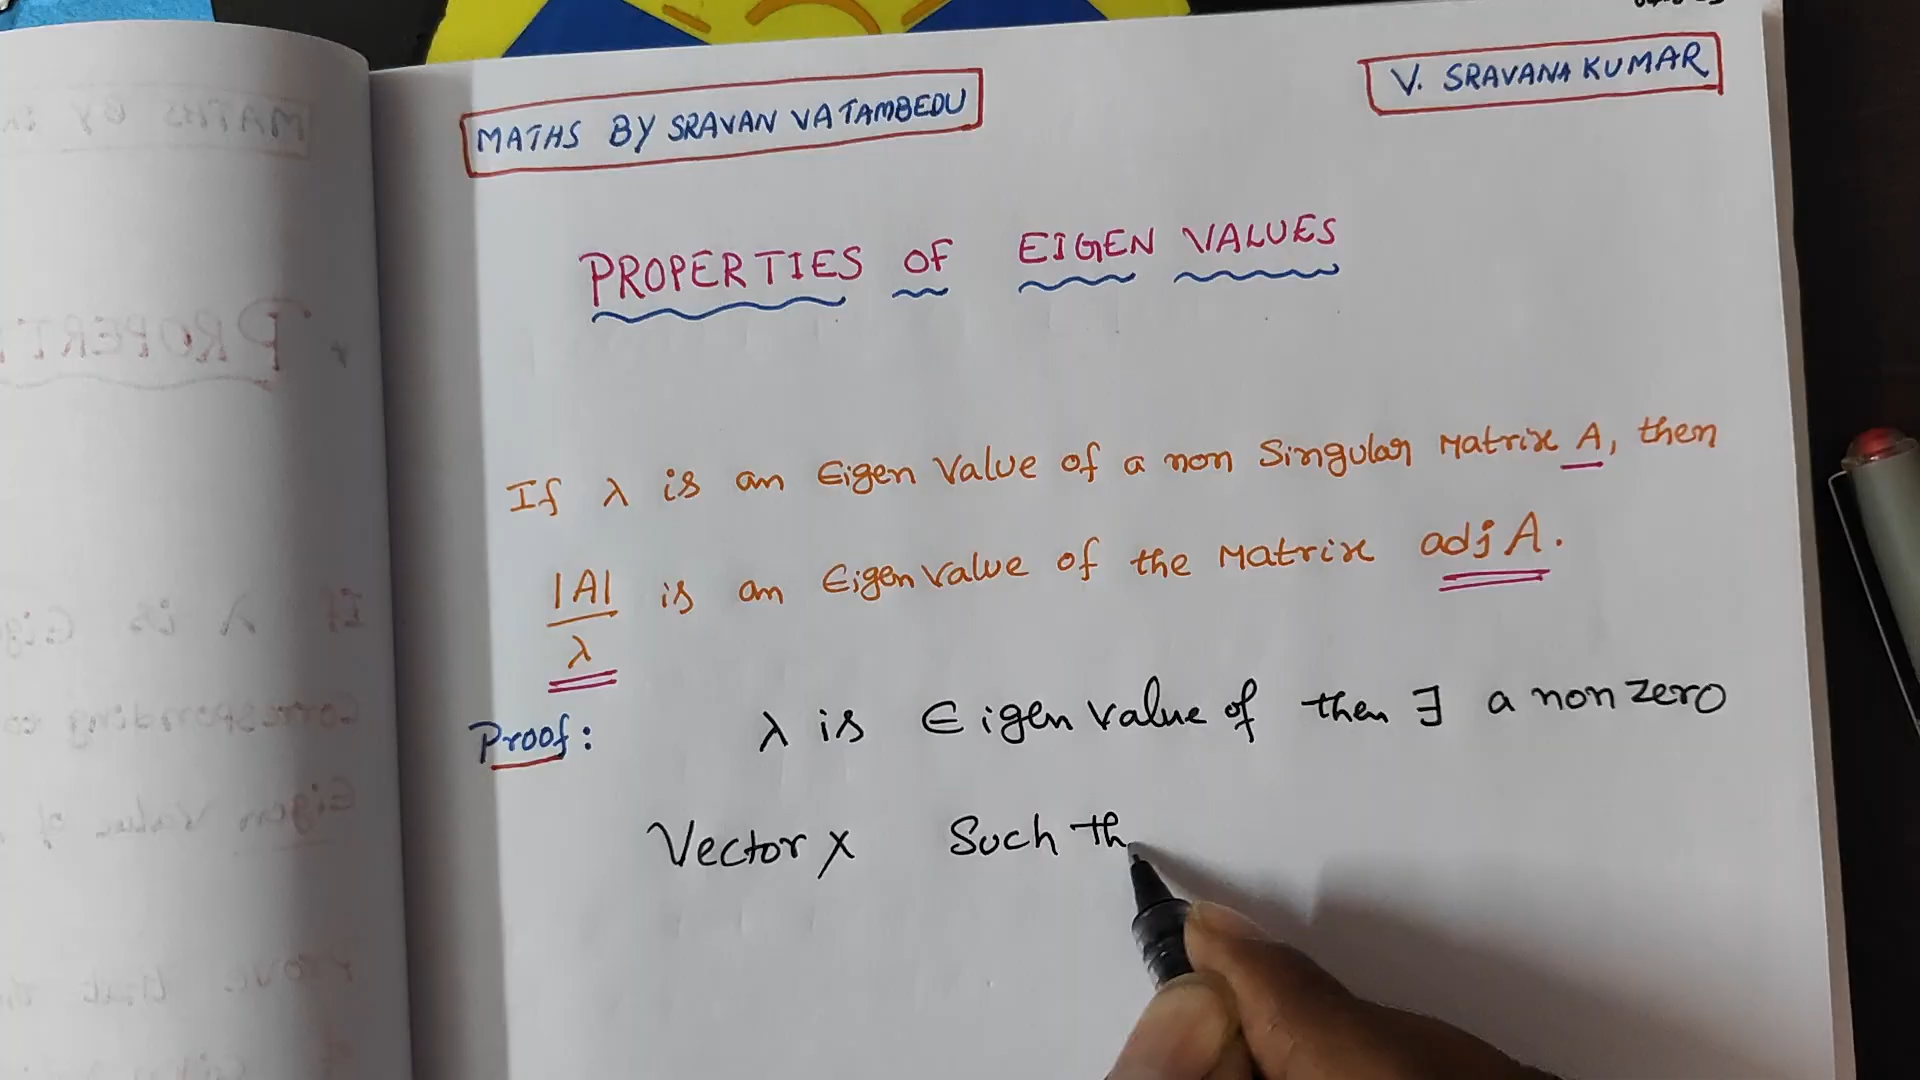 MATHS BY SRAVAN VATAMBEDU
V. SRAVANA KUMAR
PROPERTIES OF EIGEN VALUES
If λ is an Eigen Value of a non Singular Matrix A, then
|A|/λ is an Eigen value of the Matrix adj A.
Proof: λ is Eigen value of then ∃ a non zero
Vector X Such th